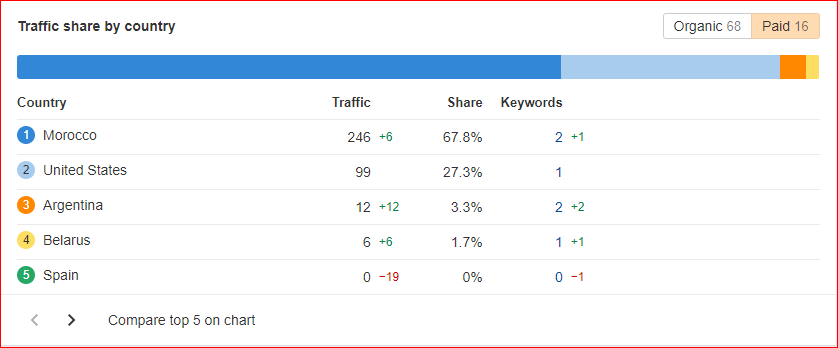 Traffic share by country Organic 68 Paid 16
Country Traffic Share Keywords
1 Morocco 246 +6 67.8% 2 +1
2 United States 99 27.3% 1
3 Argentina 12 +12 3.3% 2 +2
4 Belarus 6 +6 1.7% 1 +1
5 Spain 0 −19 0% 0 −1
Compare top 5 on chart